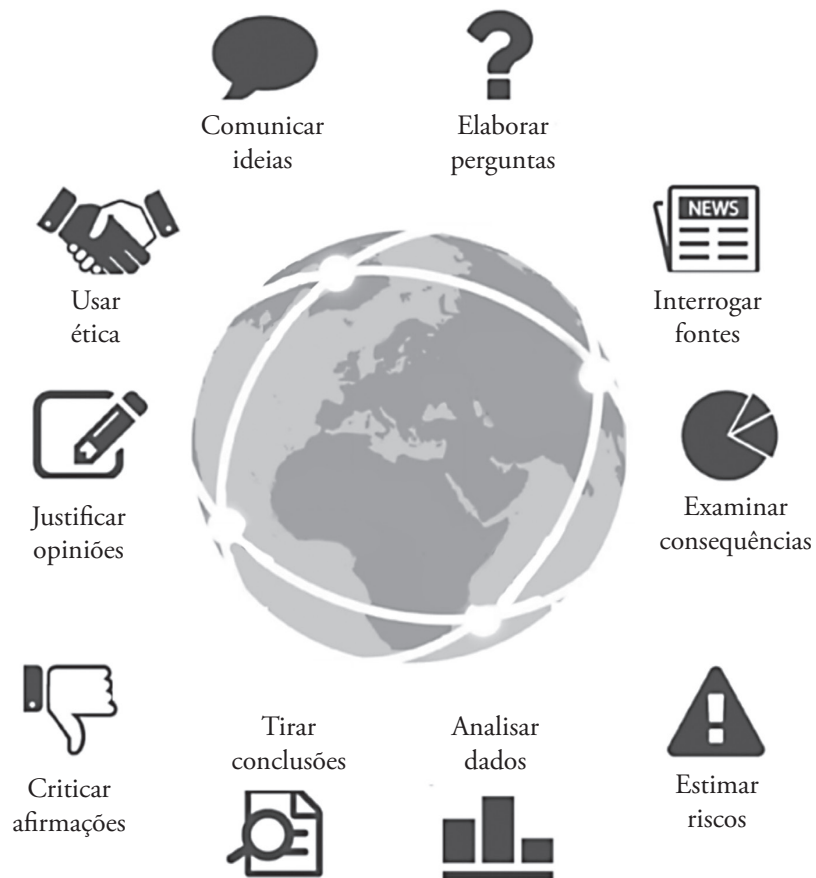 Comunicar
ideias
Elaborar
perguntas
NEWS
Interrogar
fontes
Usar
ética
Examinar
consequências
Justificar
opiniões
Estimar
riscos
Analisar
dados
Tirar
conclusões
Criticar
afirmações